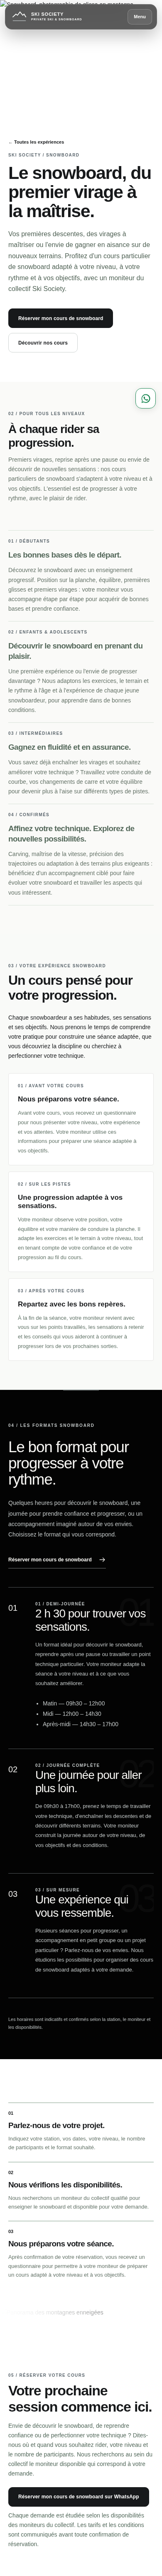 SKI SOCIETY
PRIVATE SKI & SNOWBOARD
Menu
← Toutes les expériences
SKI SOCIETY / SNOWBOARD
Le snowboard, du
premier virage à
la maîtrise.
Vos premières descentes, des virages à
maîtriser ou l'envie de gagner en aisance sur de
nouveaux terrains. Profitez d'un cours particulier
de snowboard adapté à votre niveau, à votre
rythme et à vos objectifs, avec un moniteur du
collectif Ski Society.
Réserver mon cours de snowboard
Découvrir nos cours
02 / POUR TOUS LES NIVEAUX
À chaque rider sa
progression.
Premiers virages, reprise après une pause ou envie de
découvrir de nouvelles sensations : nos cours
particuliers de snowboard s'adaptent à votre niveau et à
vos objectifs. L'essentiel est de progresser à votre
rythme, avec le plaisir de rider.
01 / DÉBUTANTS
Les bonnes bases dès le départ.
Découvrez le snowboard avec un enseignement
progressif. Position sur la planche, équilibre, premières
glisses et premiers virages : votre moniteur vous
accompagne étape par étape pour acquérir de bonnes
bases et prendre confiance.
02 / ENFANTS & ADOLESCENTS
Découvrir le snowboard en prenant du
plaisir.
Une première expérience ou l'envie de progresser
davantage ? Nous adaptons les exercices, le terrain et
le rythme à l'âge et à l'expérience de chaque jeune
snowboardeur, pour apprendre dans de bonnes
conditions.
03 / INTERMÉDIAIRES
Gagnez en fluidité et en assurance.
Vous savez déjà enchaîner les virages et souhaitez
améliorer votre technique ? Travaillez votre conduite de
courbe, vos changements de carres et votre équilibre
pour devenir plus à l'aise sur différents types de pistes.
04 / CONFIRMÉS
Affinez votre technique. Explorez de
nouvelles possibilités.
Carving, maîtrise de la vitesse, précision des
trajectoires ou adaptation à des terrains plus exigeants :
bénéficiez d'un accompagnement ciblé pour faire
évoluer votre snowboard et travailler les aspects qui
vous intéressent.
03 / VOTRE EXPÉRIENCE SNOWBOARD
Un cours pensé pour
votre progression.
Chaque snowboardeur a ses habitudes, ses sensations
et ses objectifs. Nous prenons le temps de comprendre
votre pratique pour construire une séance adaptée, que
vous découvriez la discipline ou cherchiez à
perfectionner votre technique.
01 / AVANT VOTRE COURS
Nous préparons votre séance.
Avant votre cours, vous recevez un questionnaire
pour nous présenter votre niveau, votre expérience
et vos attentes. Votre moniteur utilise ces
informations pour préparer une séance adaptée à
vos objectifs.
02 / SUR LES PISTES
Une progression adaptée à vos
sensations.
Votre moniteur observe votre position, votre
équilibre et votre manière de conduire la planche, il
adapte les exercices et le terrain à votre niveau, tout
en tenant compte de votre confiance et de votre
progression au fil du cours.
03 / APRÈS VOTRE COURS
Repartez avec les bons repères.
À la fin de la séance, votre moniteur revient avec
vous sur les points travaillés, les sensations à retenir
et les conseils qui vous aideront à continuer à
progresser lors de vos prochaines sorties.
04 / LES FORMATS SNOWBOARD
Le bon format pour
progresser à votre
rythme.
Quelques heures pour découvrir le snowboard, une
journée pour prendre confiance et progresser, ou un
accompagnement imaginé autour de vos envies.
Choisissez le format qui vous correspond.
Réserver mon cours de snowboard →
01
01
01 / DEMI-JOURNÉE
2 h 30 pour trouver vos
sensations.
Un format idéal pour découvrir le snowboard,
reprendre après une pause ou travailler un point
technique particulier. Votre moniteur adapte la
séance à votre niveau et à ce que vous
souhaitez améliorer.
• Matin — 09h30 – 12h00
• Midi — 12h00 – 14h30
• Après-midi — 14h30 – 17h00
02
02
02 / JOURNÉE COMPLÈTE
Une journée pour aller
plus loin.
De 09h30 à 17h00, prenez le temps de travailler
votre technique, d'enchaîner les descentes et de
découvrir différents terrains. Votre moniteur
construit la journée autour de votre niveau, de
vos objectifs et des conditions.
03
03
03 / SUR MESURE
Une expérience qui
vous ressemble.
Plusieurs séances pour progresser, un
accompagnement en petit groupe ou un projet
particulier ? Parlez-nous de vos envies. Nous
étudions les possibilités pour organiser des cours
de snowboard adaptés à votre demande.
Les horaires sont indicatifs et confirmés selon la station, le moniteur et
les disponibilités.
01
Parlez-nous de votre projet.
Indiquez votre station, vos dates, votre niveau, le nombre
de participants et le format souhaité.
02
Nous vérifions les disponibilités.
Nous recherchons un moniteur du collectif qualifié pour
enseigner le snowboard et disponible pour votre demande.
03
Nous préparons votre séance.
Après confirmation de votre réservation, vous recevez un
questionnaire pour permettre à votre moniteur de préparer
un cours adapté à votre niveau et à vos objectifs.
montagnes enneigées
05 / RÉSERVER VOTRE COURS
Votre prochaine
session commence ici.
Envie de découvrir le snowboard, de reprendre
confiance ou de perfectionner votre technique ? Dites-
nous où et quand vous souhaitez rider, votre niveau et
le nombre de participants. Nous recherchons au sein du
collectif le moniteur disponible qui correspond à votre
demande.
Réserver mon cours de snowboard sur WhatsApp
Chaque demande est étudiée selon les disponibilités
des moniteurs du collectif. Les tarifs et les conditions
sont communiqués avant toute confirmation de
réservation.